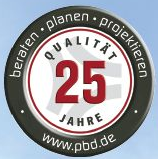 • beraten • planen • projektieren •
QUALITÄT
25
JAHRE
www.pbd.de